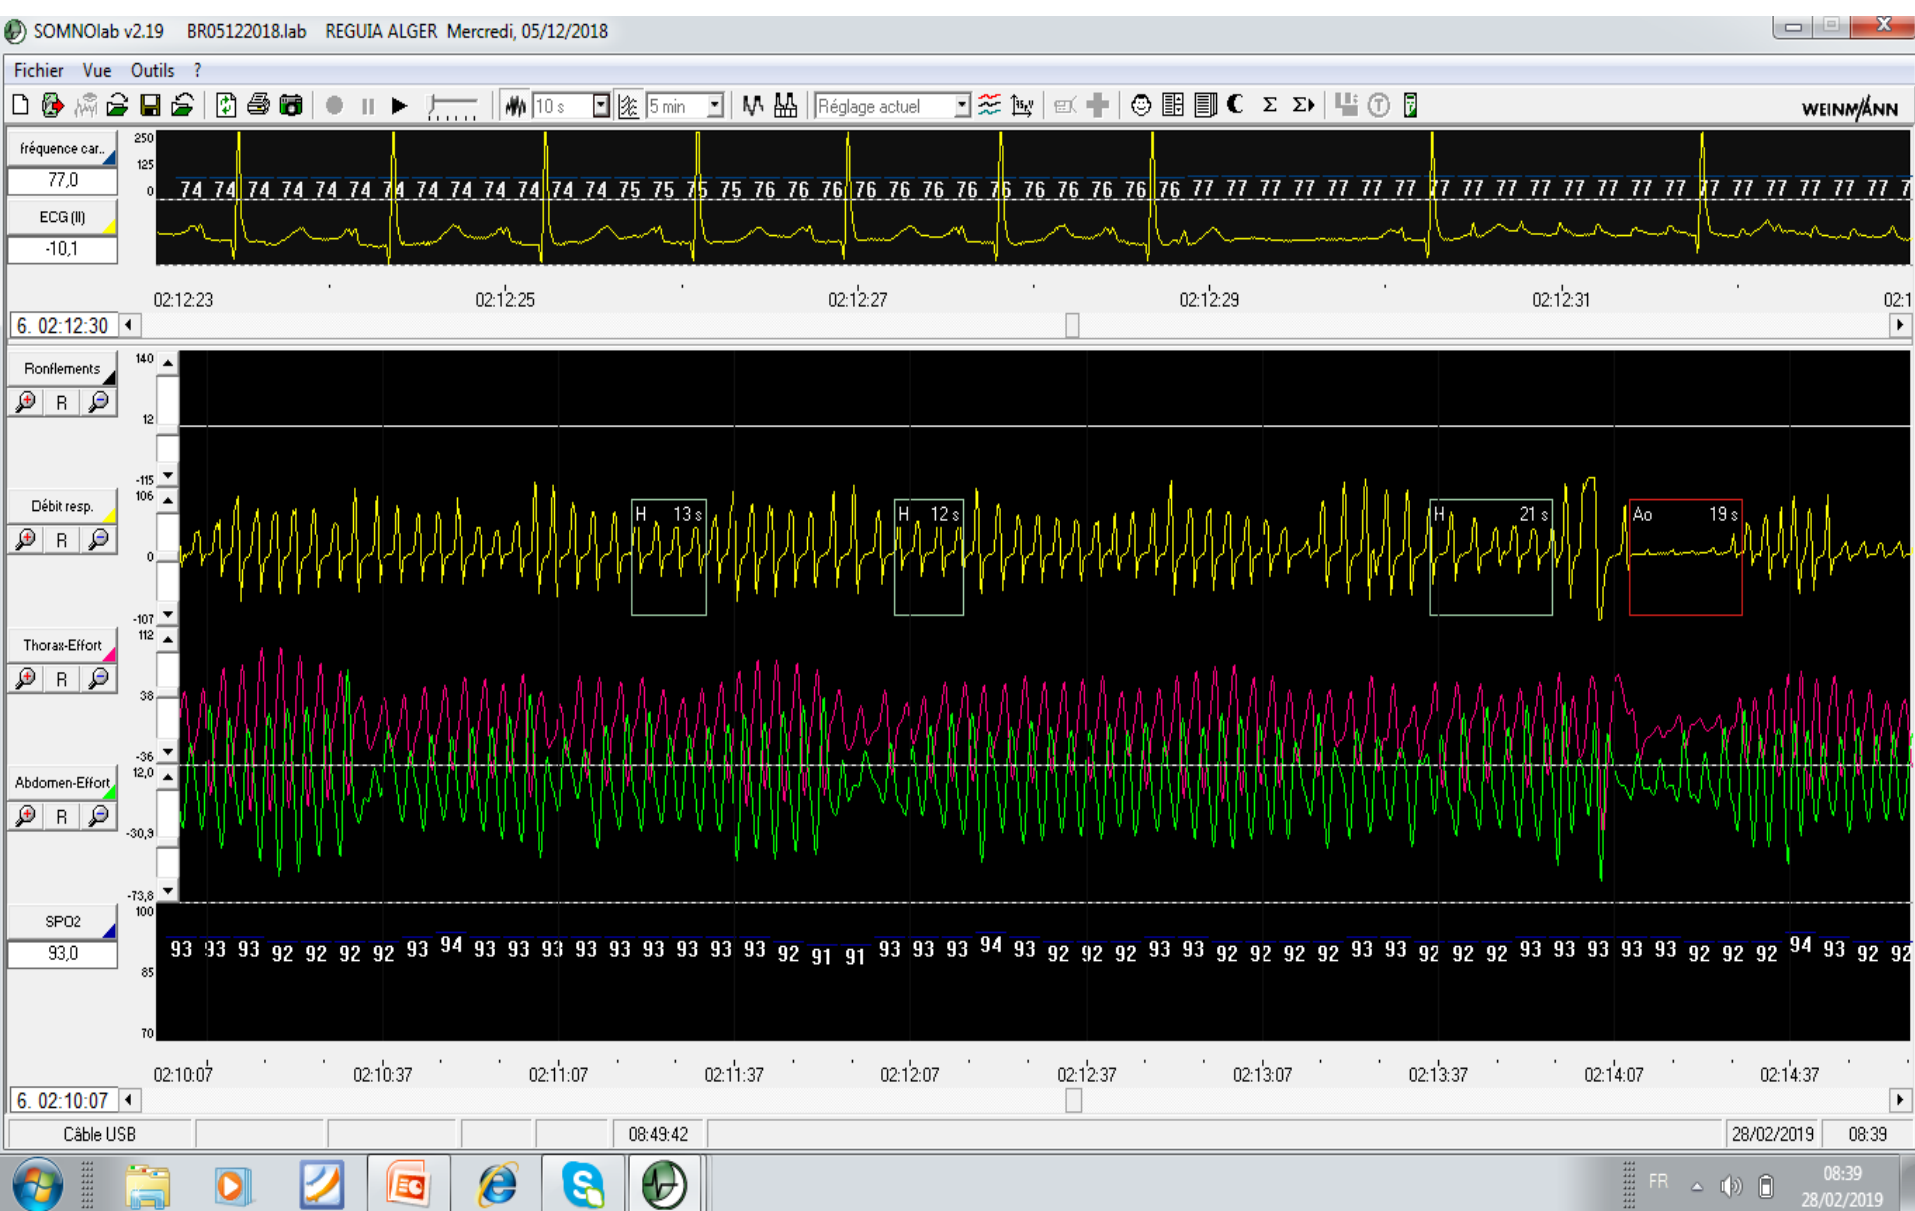 SOMNOlab v2.19 BR05122018.lab REGUIA ALGER Mercredi, 05/12/2018
Fichier Vue Outils ?
10 s 5 min Réglage actuel WEINMANN
fréquence car..
77,0
250
125
0
74 74 74 74 74 74 74 74 74 74 74 74 74 75 75 75 75 76 76 76 76 76 76 76 76 76 76 76 76 76 77 77 77 77 77 77 77 77 77 77 77 77 77 77 77 77 77 77 77 77 77 7
ECG (II)
-10,1
02:12:23 02:12:25 02:12:27 02:12:29 02:12:31 02:1
6. 02:12:30
Ronflements
R
140
12
-115
Débit resp.
R
106
0
-107
H 13 s H 12 s H 21 s Ao 19 s
Thorax-Effort
R
112
38
-36
Abdomen-Effort
R
12,0
-30,9
-73,8
SPO2
93,0
100
85
70
93 93 93 92 92 92 92 93 94 93 93 93 93 93 93 93 93 93 92 91 91 93 93 93 94 93 92 92 92 93 93 92 92 92 92 93 93 92 92 92 93 93 93 93 93 92 92 92 94 93 92 92
02:10:07 02:10:37 02:11:07 02:11:37 02:12:07 02:12:37 02:13:07 02:13:37 02:14:07 02:14:37
6. 02:10:07
Câble USB 08:49:42 28/02/2019 08:39
FR 08:39
28/02/2019